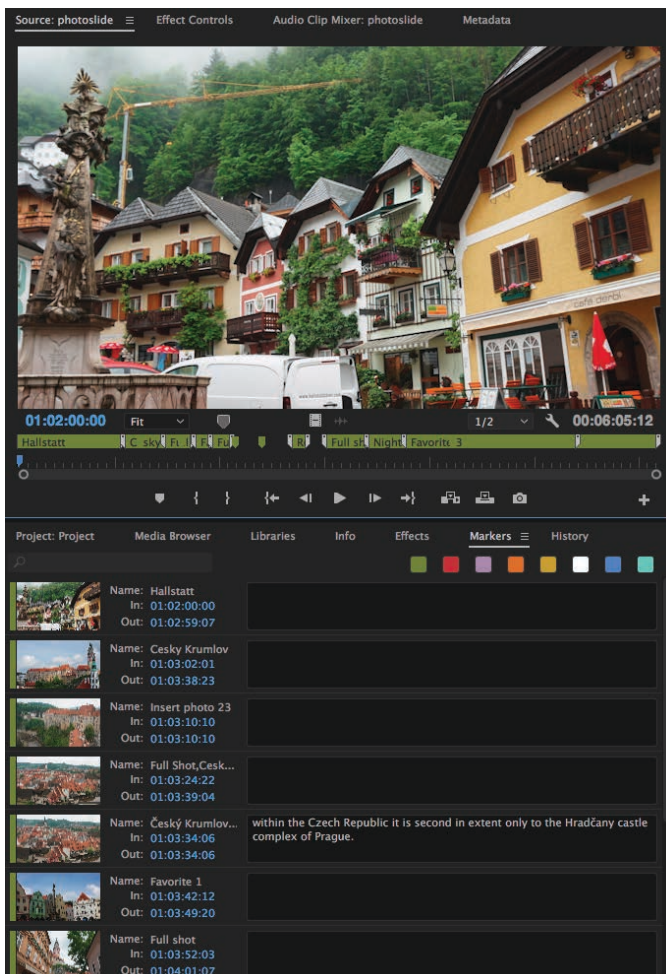 Source: photoslide Effect Controls Audio Clip Mixer: photoslide Metadata
café derbl
01:02:00:00 Fit 1/2 00:06:05:12
Hallstatt C sky Fu Full sh Night Favorite 3
Project: Project Media Browser Libraries Info Effects Markers History
Name: Hallstatt
In: 01:02:00:00
Out: 01:02:59:07
Name: Cesky Krumlov
In: 01:03:02:01
Out: 01:03:38:23
Name: Insert photo 23
In: 01:03:10:10
Out: 01:03:10:10
Name: Full Shot,Cesk...
In: 01:03:24:22
Out: 01:03:39:04
Name: Český Krumlov... within the Czech Republic it is second in extent only to the Hradčany castle
In: 01:03:34:06 complex of Prague.
Out: 01:03:34:06
Name: Favorite 1
In: 01:03:42:12
Out: 01:03:49:20
Name: Full shot
In: 01:03:52:03
Out: 01:04:01:07